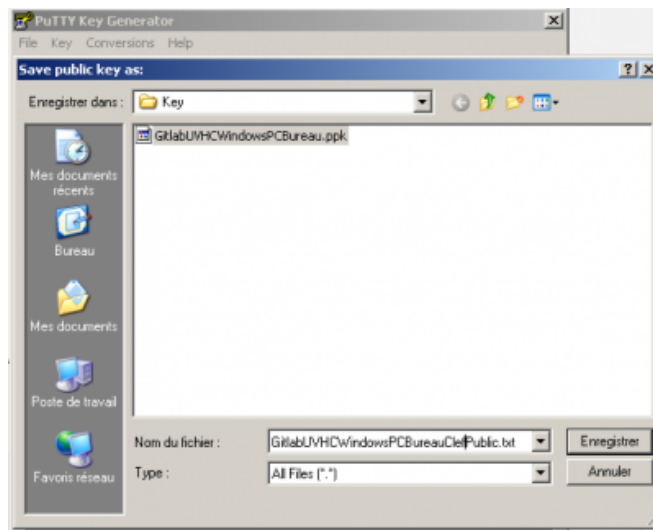 PuTTY Key Generator
File Key Conversions Help
Save public key as:
Enregistrer dans : Key
GitlabUVHCWindowsPCBureau.ppk
Mes documents
récents
Bureau
Mes documents
Poste de travail
Favoris réseau
Nom du fichier : GitlabUVHCWindowsPCBureauClefPublic.txt Enregistrer
Type : All Files (*.*) Annuler